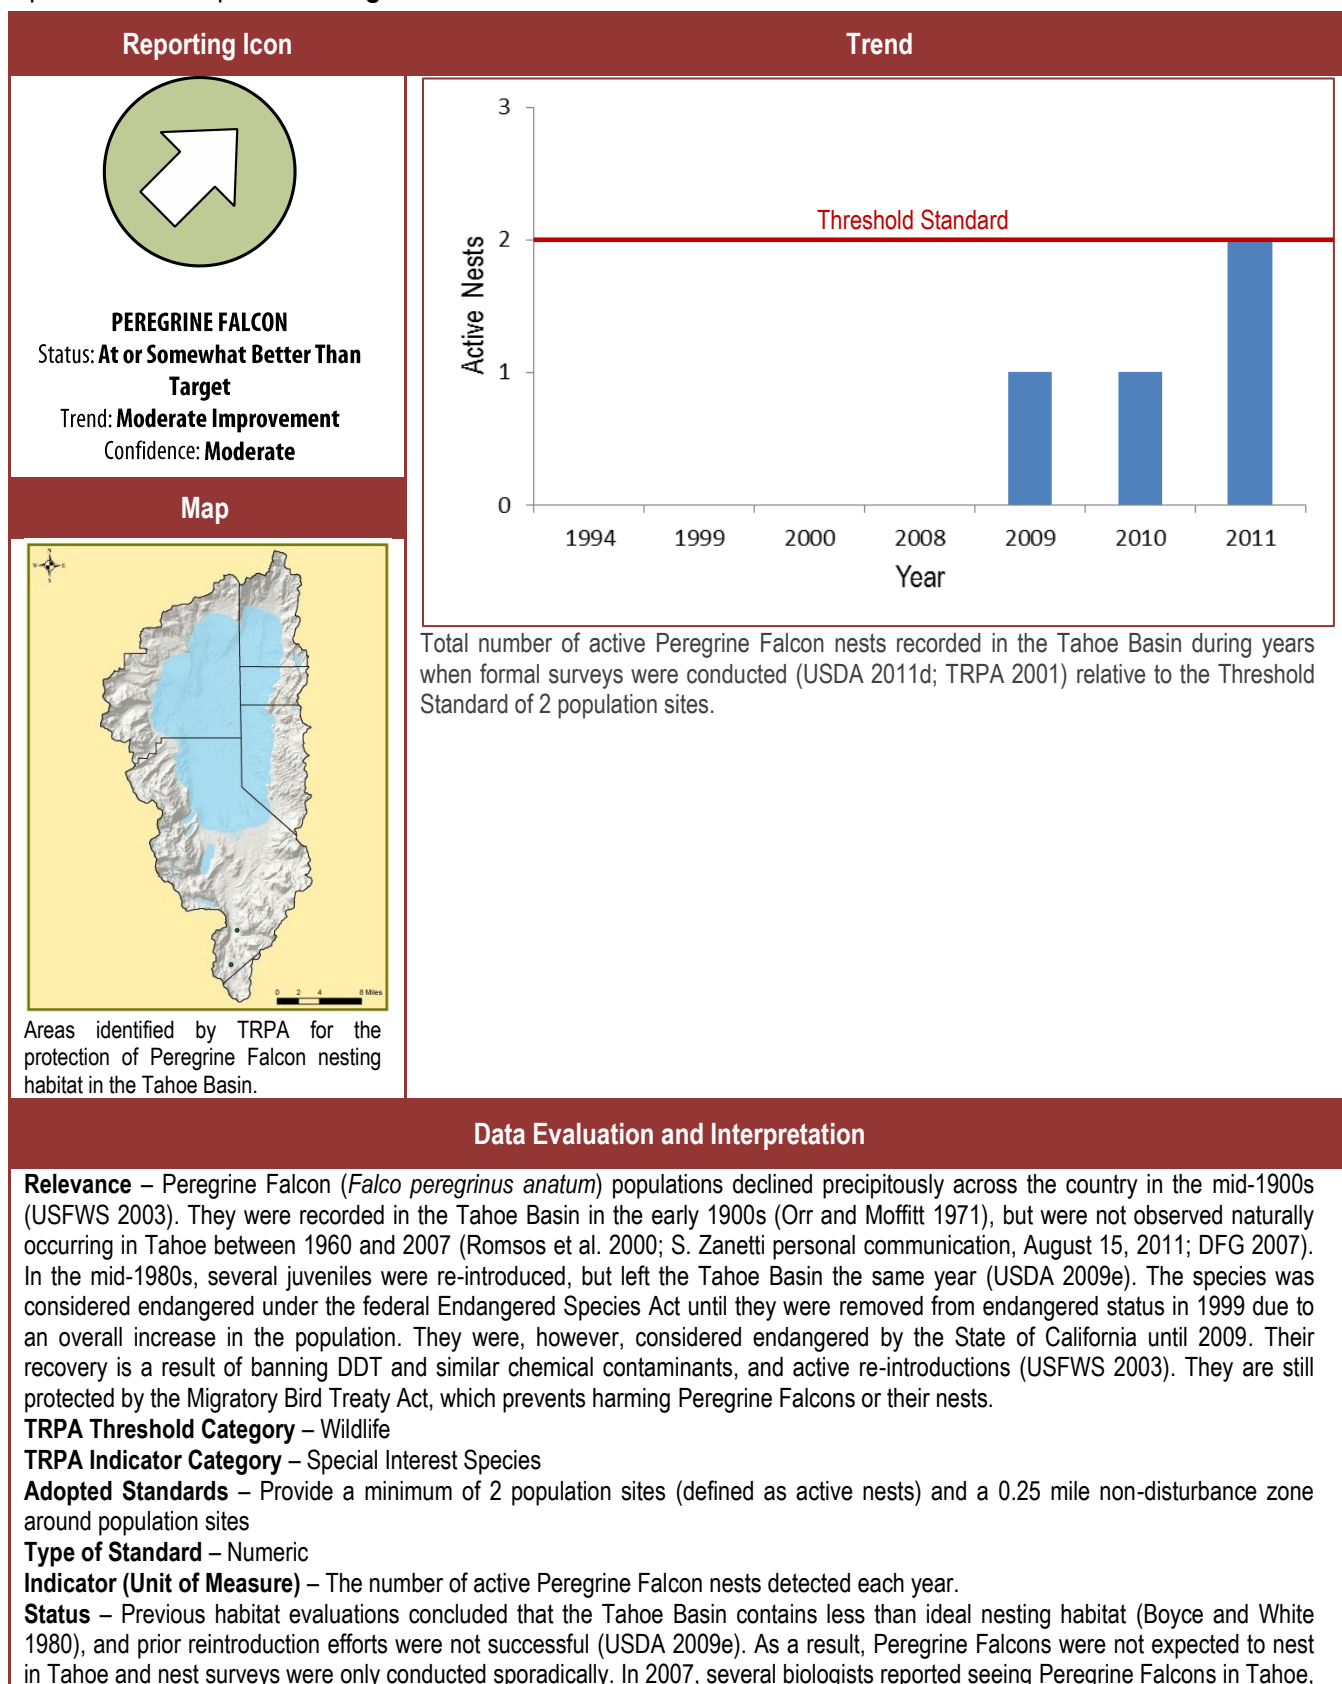 Reporting Icon
Trend
PEREGRINE FALCON
Status: At or Somewhat Better Than
Target
Trend: Moderate Improvement
Confidence: Moderate
3
2
1
0
Active Nests
Threshold Standard
1994 1999 2000 2008 2009 2010 2011
Year
Total number of active Peregrine Falcon nests recorded in the Tahoe Basin during years
when formal surveys were conducted (USDA 2011d; TRPA 2001) relative to the Threshold
Standard of 2 population sites.
Map
N
W E
S
0 2 4 8 Miles
Areas identified by TRPA for the
protection of Peregrine Falcon nesting
habitat in the Tahoe Basin.
Data Evaluation and Interpretation
Relevance – Peregrine Falcon (Falco peregrinus anatum) populations declined precipitously across the country in the mid-1900s
(USFWS 2003). They were recorded in the Tahoe Basin in the early 1900s (Orr and Moffitt 1971), but were not observed naturally
occurring in Tahoe between 1960 and 2007 (Romsos et al. 2000; S. Zanetti personal communication, August 15, 2011; DFG 2007).
In the mid-1980s, several juveniles were re-introduced, but left the Tahoe Basin the same year (USDA 2009e). The species was
considered endangered under the federal Endangered Species Act until they were removed from endangered status in 1999 due to
an overall increase in the population. They were, however, considered endangered by the State of California until 2009. Their
recovery is a result of banning DDT and similar chemical contaminants, and active re-introductions (USFWS 2003). They are still
protected by the Migratory Bird Treaty Act, which prevents harming Peregrine Falcons or their nests.
TRPA Threshold Category – Wildlife
TRPA Indicator Category – Special Interest Species
Adopted Standards – Provide a minimum of 2 population sites (defined as active nests) and a 0.25 mile non-disturbance zone
around population sites
Type of Standard – Numeric
Indicator (Unit of Measure) – The number of active Peregrine Falcon nests detected each year.
Status – Previous habitat evaluations concluded that the Tahoe Basin contains less than ideal nesting habitat (Boyce and White
1980), and prior reintroduction efforts were not successful (USDA 2009e). As a result, Peregrine Falcons were not expected to nest
in Tahoe and nest surveys were only conducted sporadically. In 2007, several biologists reported seeing Peregrine Falcons in Tahoe,